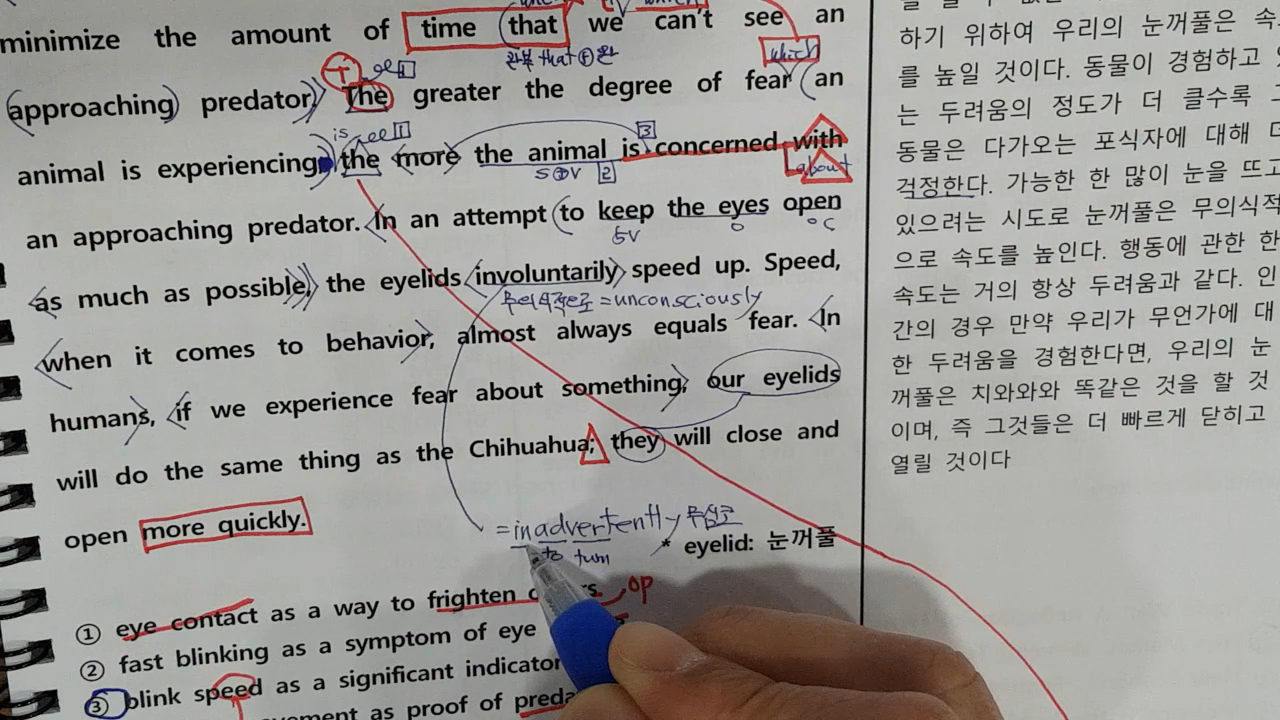 minimize the amount of time that we can't see an
관부 that ⓕ완
which
approaching) predator) The greater the degree of fear (an
is
animal is experiencing, the <more> the animal is concerned with
S V 2
3
about
an approaching predator. <In an attempt (to keep the eyes open
5V O OC
<as much as possible)», the eyelids <involuntarily> speed up. Speed,
무의식적으로 = unconsciously
<when it comes to behavior>, almost always equals fear. <In
humans, <if we experience fear about something> our eyelids
will do the same thing as the Chihuahua; they will close and
open more quickly.
= inadvertently 무심코
to turn
* eyelid: 눈꺼풀
① eye contact as a way to frighten
op
② fast blinking as a symptom of eye
③ blink speed as a significant indicator
as proof of
하기 위하여 우리의 눈꺼풀은 속
를 높일 것이다. 동물이 경험하고
는 두려움의 정도가 더 클수록
동물은 다가오는 포식자에 대해
걱정한다. 가능한 한 많이 눈을 뜨고
있으려는 시도로 눈꺼풀은 무의식적
으로 속도를 높인다. 행동에 관한 한
속도는 거의 항상 두려움과 같다. 인
간의 경우 만약 우리가 무언가에 대
한 두려움을 경험한다면, 우리의 눈
꺼풀은 치와와와 똑같은 것을 할 것
이며, 즉 그것들은 더 빠르게 닫히고
열릴 것이다